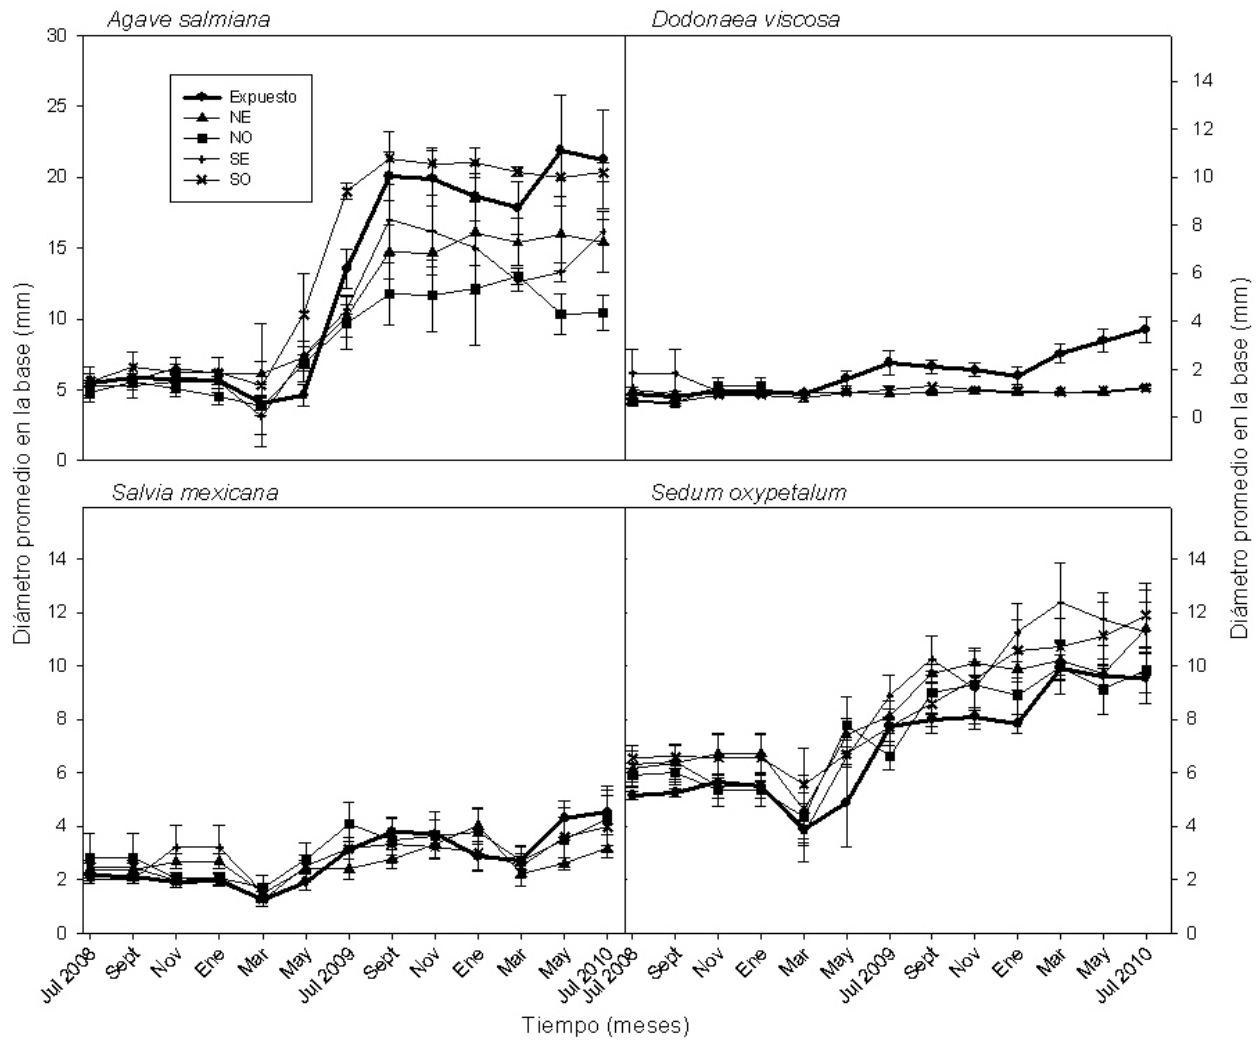 Agave salmiana
Dodonaea viscosa
30
25
20
15
10
5
0
Expuesto
NE
NO
SE
SO
14
12
10
8
6
4
2
0
Diámetro promedio en la base (mm)
Diámetro promedio en la base (mm)
Salvia mexicana
Sedum oxypetalum
14
12
10
8
6
4
2
0
14
12
10
8
6
4
2
0
Jul 2008
Sept
Nov
Ene
Mar
May
Jul 2009
Sept
Nov
Ene
Mar
May
Jul 2010
Jul 2008
Sept
Nov
Ene
Mar
May
Jul 2009
Sept
Nov
Ene
Mar
May
Jul 2010
Tiempo (meses)